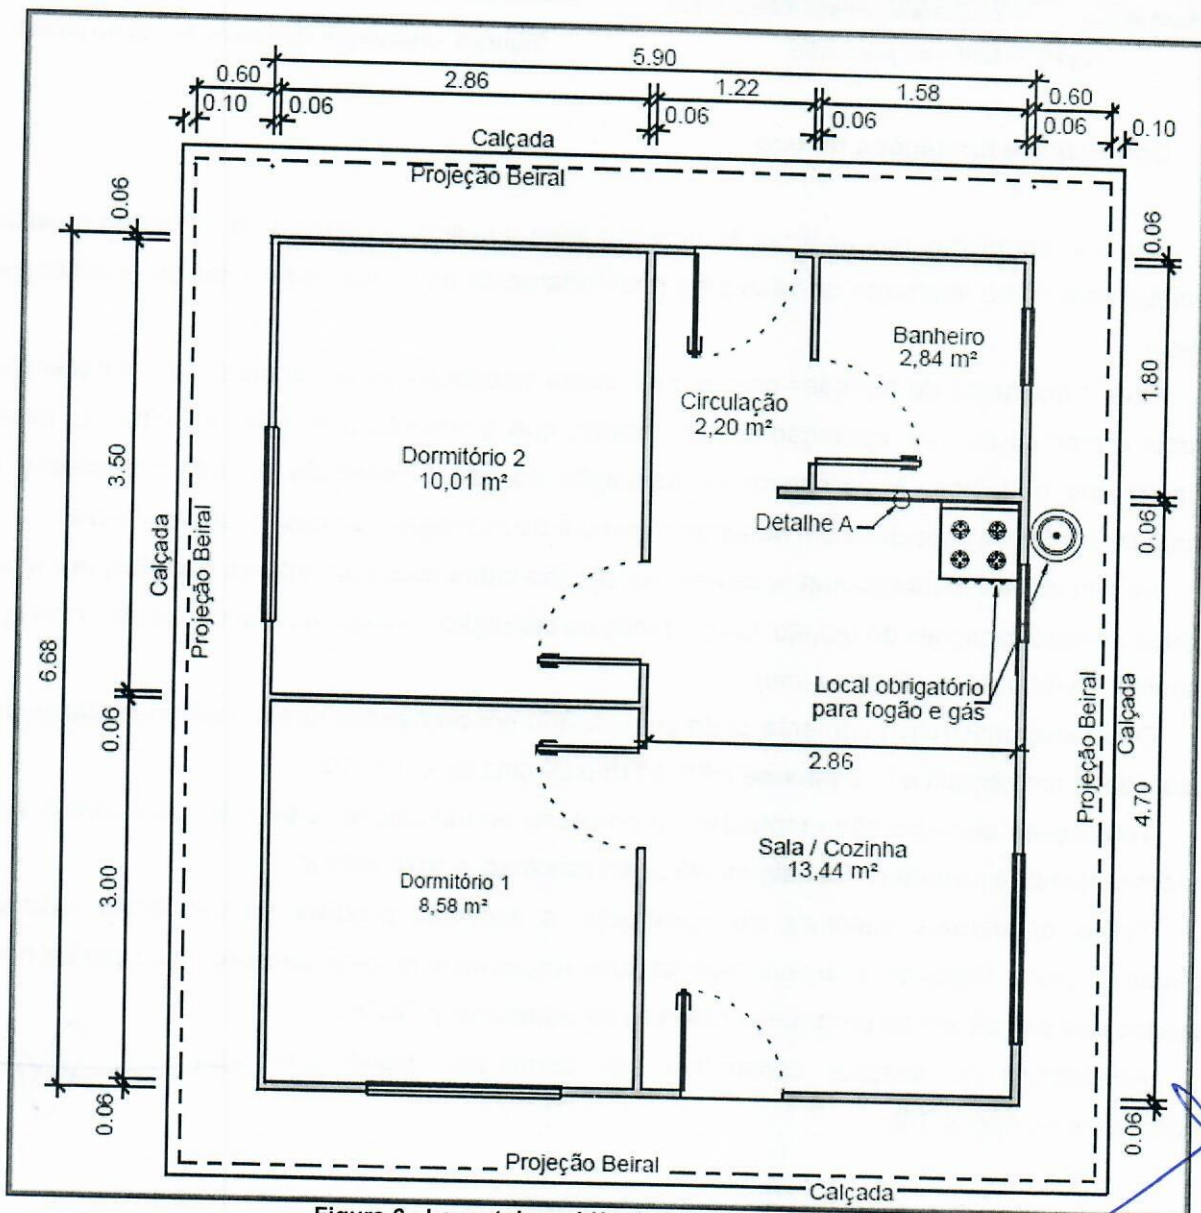 5.90
0.60
2.86
1.22
1.58
0.60
0.10
0.06
0.06
0.06
0.06
0.10
Calçada
Projeção Beiral
0.06
0.06
6.68
3.50
0.06
3.00
0.06
Calçada
Projeção Beiral
Banheiro
2,84 m²
Circulação
2,20 m²
Dormitório 2
10,01 m²
Detalhe A
1.80
0.06
Local obrigatório
para fogão e gás
2.86
Projeção Beiral
Calçada
4.70
Sala / Cozinha
13,44 m²
Dormitório 1
8,58 m²
0.06
Projeção Beiral
Calçada